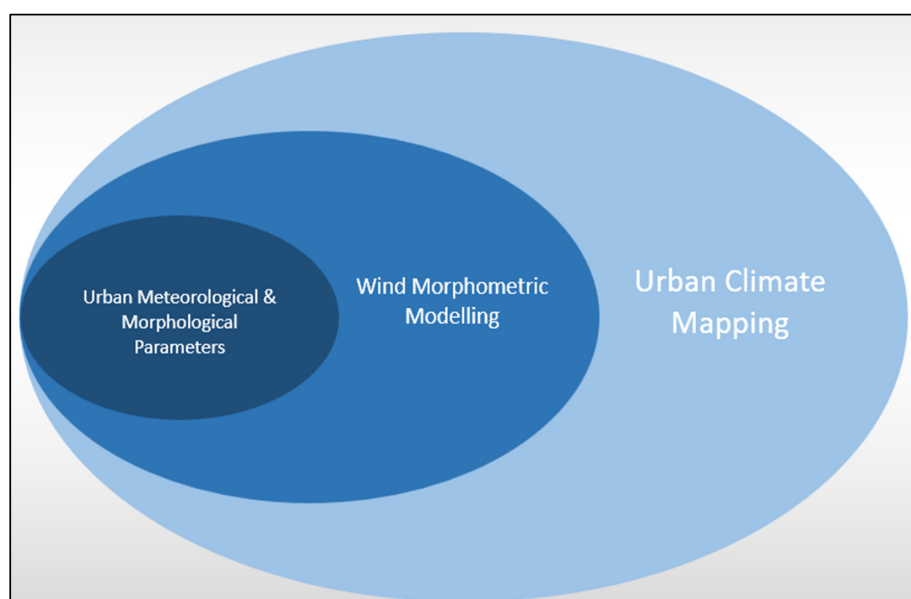 Urban Meteorological &
Morphological
Parameters
Wind Morphometric
Modelling
Urban Climate
Mapping